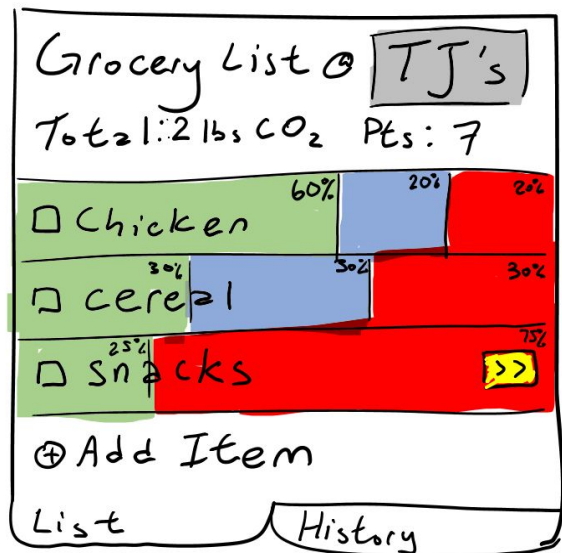 Grocery List @ TJ's
Total: 2 lbs CO₂ Pts: 7
60% 20% 20%
□ Chicken
30% 30% 30%
□ cereal
25% 75%
□ snacks >>
⊕ Add Item
List History